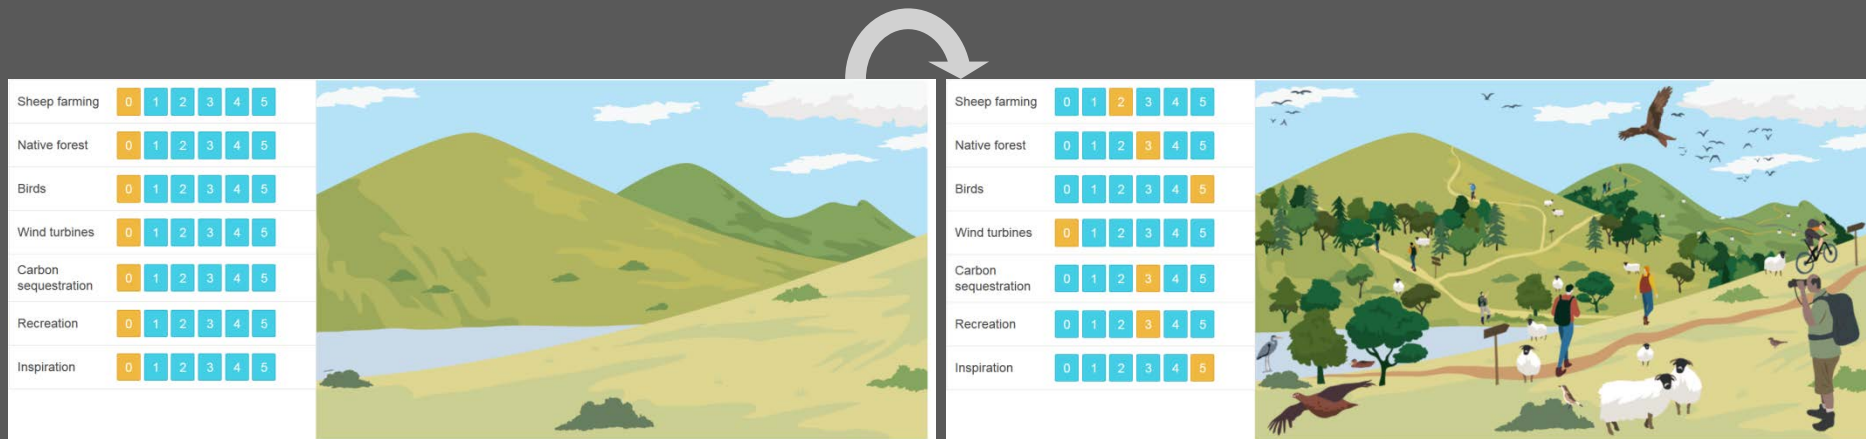 Sheep farming 0 1 2 3 4 5
Native forest 0 1 2 3 4 5
Birds 0 1 2 3 4 5
Wind turbines 0 1 2 3 4 5
Carbon
sequestration 0 1 2 3 4 5
Recreation 0 1 2 3 4 5
Inspiration 0 1 2 3 4 5
Sheep farming 0 1 2 3 4 5
Native forest 0 1 2 3 4 5
Birds 0 1 2 3 4 5
Wind turbines 0 1 2 3 4 5
Carbon
sequestration 0 1 2 3 4 5
Recreation 0 1 2 3 4 5
Inspiration 0 1 2 3 4 5